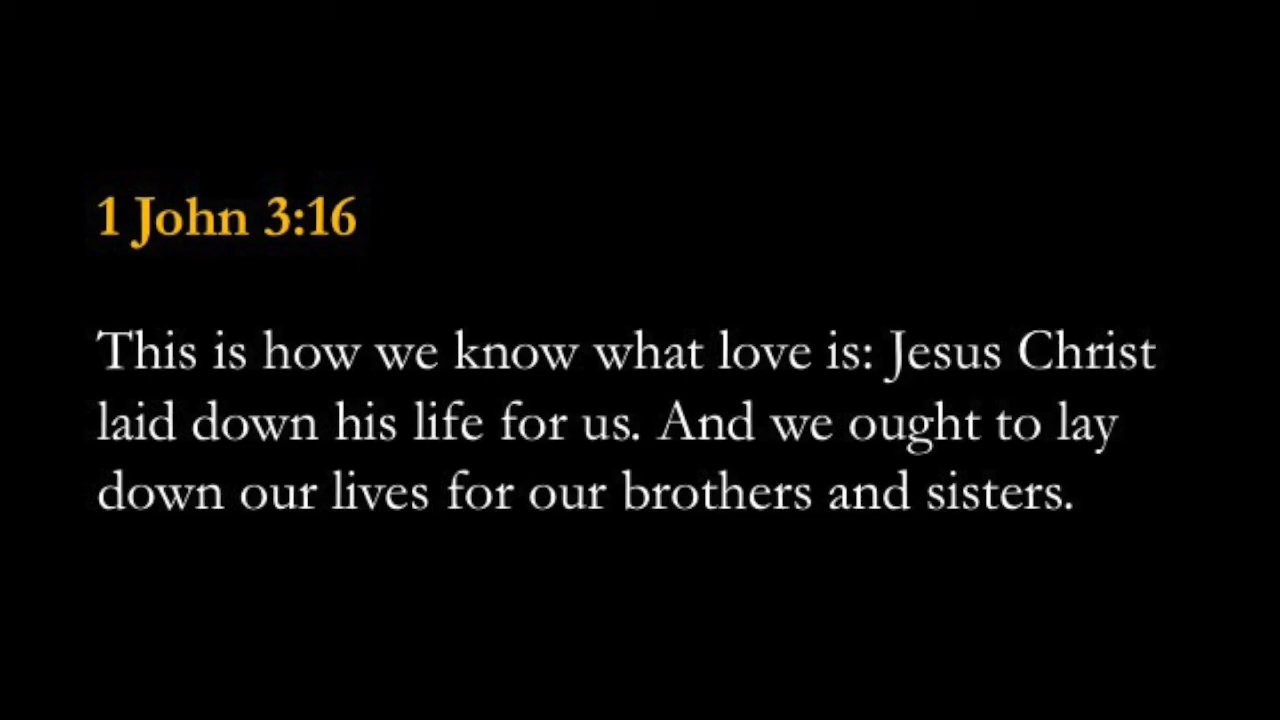 1 John 3:16
This is how we know what love is: Jesus Christ
laid down his life for us. And we ought to lay
down our lives for our brothers and sisters.